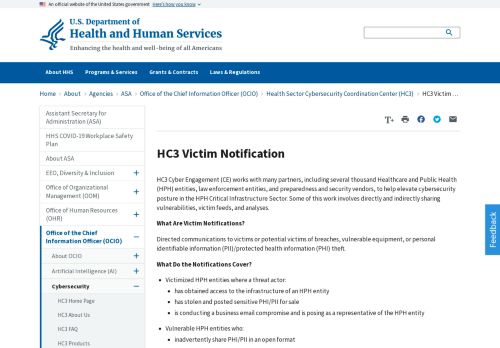 An official website of the United States government Here's how you know
U.S. Department of
Health and Human Services
Enhancing the health and well-being of all Americans
About HHS Programs & Services Grants & Contracts Laws & Regulations
Home > About > Agencies > ASA > Office of the Chief Information Officer (OCIO) > Health Sector Cybersecurity Coordination Center (HC3) > HC3 Victim ...
Assistant Secretary for
Administration (ASA)
HHS COVID-19 Workplace Safety
Plan
About ASA
EEO, Diversity & Inclusion
Office of Organizational
Management (OOM)
Office of Human Resources
(OHR)
Office of the Chief
Information Officer (OCIO)
About OCIO
Artificial Intelligence (AI)
Cybersecurity
HC3 Home Page
HC3 About Us
HC3 FAQ
HC3 Products
T+
HC3 Victim Notification
HC3 Cyber Engagement (CE) works with many partners, including several thousand Healthcare and Public Health
(HPH) entities, law enforcement entities, and preparedness and security vendors, to help elevate cybersecurity
posture in the HPH Critical Infrastructure Sector. Some of this work involves directly and indirectly sharing
vulnerabilities, victim feeds, and analyses.
What Are Victim Notifications?
Directed communications to victims or potential victims of breaches, vulnerable equipment, or personal
identifiable information (PII)/protected health information (PHI) theft.
What Do the Notifications Cover?
• Victimized HPH entities where a threat actor:
• has obtained access to the infrastructure of an HPH entity
• has stolen and posted sensitive PHI/PII for sale
• is conducting a business email compromise and is posing as a representative of the HPH entity
• Vulnerable HPH entities who:
• inadvertently share PHI/PII in an open format
Feedback